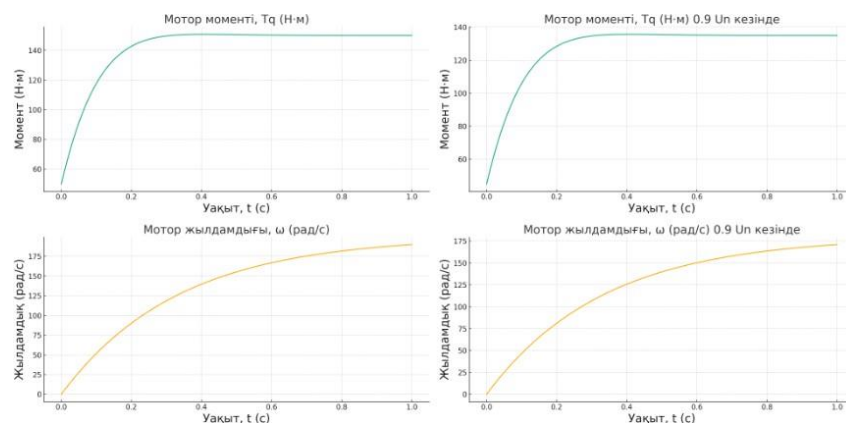 Мотор моменті, Tq (Н·м)
Момент (Н·м)
140
120
100
80
60
0.0 0.2 0.4 0.6 0.8 1.0
Уақыт, t (с)
Мотор моменті, Tq (Н·м) 0.9 Un кезінде
Момент (Н·м)
140
120
100
80
60
0.0 0.2 0.4 0.6 0.8 1.0
Уақыт, t (с)
Мотор жылдамдығы, ω (рад/с)
Жылдамдық (рад/с)
175
150
125
100
75
50
25
0
0.0 0.2 0.4 0.6 0.8 1.0
Уақыт, t (с)
Мотор жылдамдығы, ω (рад/с) 0.9 Un кезінде
Жылдамдық (рад/с)
175
150
125
100
75
50
25
0
0.0 0.2 0.4 0.6 0.8 1.0
Уақыт, t (с)